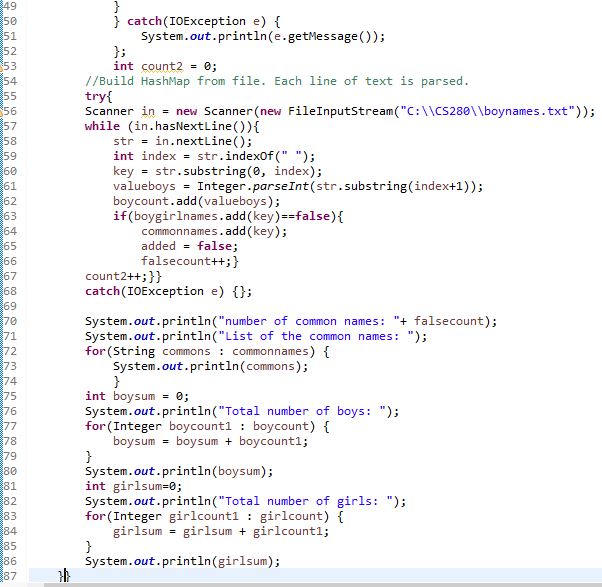 49 }
50 } catch(IOException e) {
51 System.out.println(e.getMessage());
52 };
53 int count2 = 0;
54 //Build HashMap from file. Each line of text is parsed.
55 try{
56 Scanner in = new Scanner(new FileInputStream("C:\\CS280\\boynames.txt"));
57 while (in.hasNextLine()){
58 str = in.nextLine();
59 int index = str.indexOf(" ");
60 key = str.substring(0, index);
61 valueboys = Integer.parseInt(str.substring(index+1));
62 boycount.add(valueboys);
63 if(boygirlnames.add(key)==false){
64 commonnames.add(key);
65 added = false;
66 falsecount++;}
67 count2++;}}
68 catch(IOException e) {};
69
70 System.out.println("number of common names: "+ falsecount);
71 System.out.println("List of the common names: ");
72 for(String commons : commonnames) {
73 System.out.println(commons);
74 }
75 int boysum = 0;
76 System.out.println("Total number of boys: ");
77 for(Integer boycount1 : boycount) {
78 boysum = boysum + boycount1;
79 }
80 System.out.println(boysum);
81 int girlsum=0;
82 System.out.println("Total number of girls: ");
83 for(Integer girlcount1 : girlcount) {
84 girlsum = girlsum + girlcount1;
85 }
86 System.out.println(girlsum);
87 }}